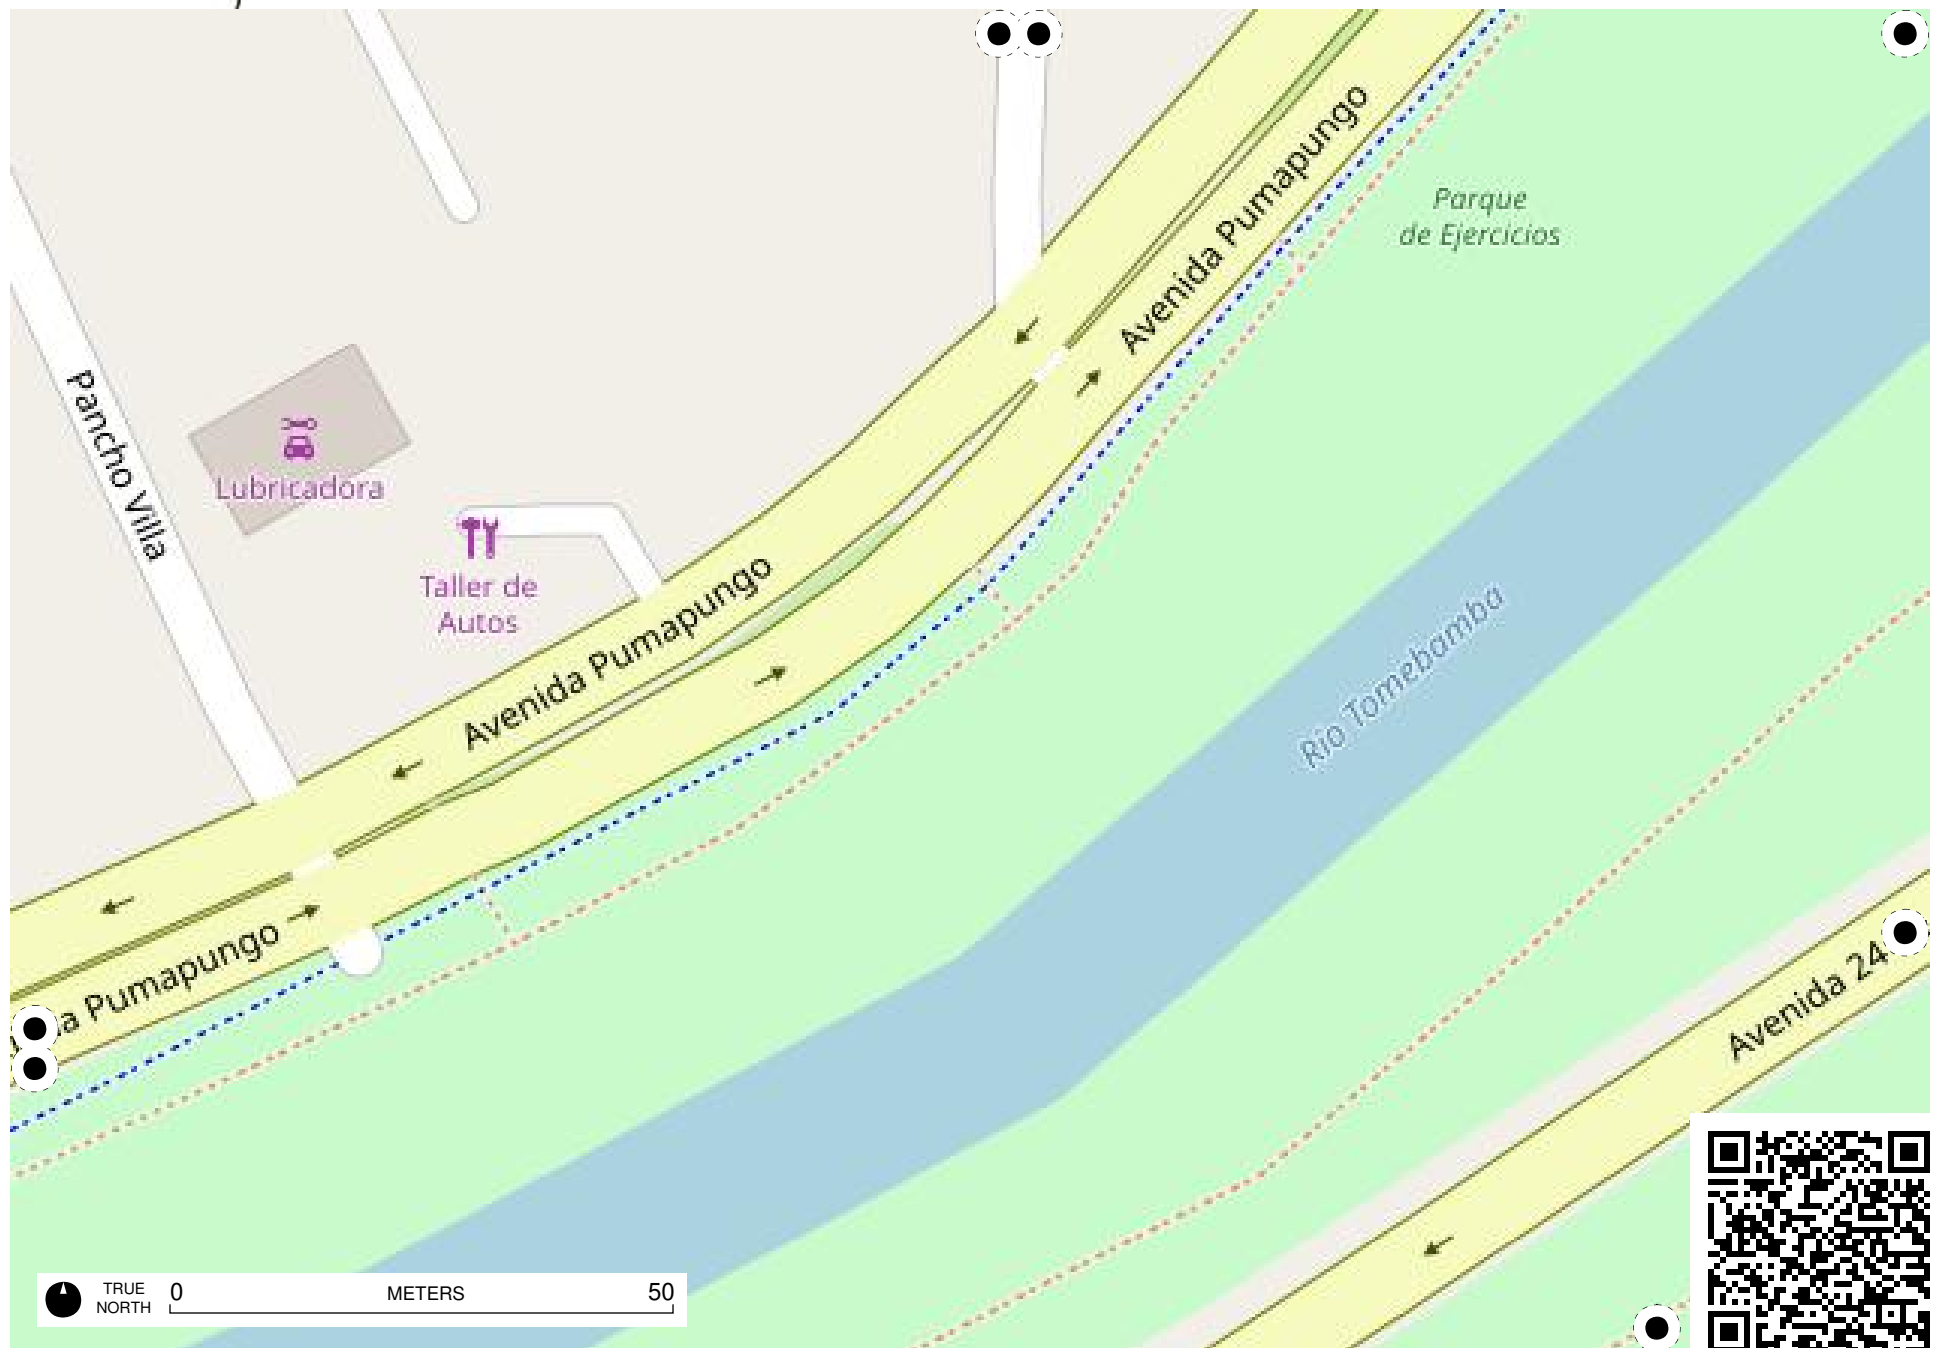 Avenida Pumapungo
Parque
de Ejercicios
Pancho Villa
Lubricadora
Taller de
Autos
Avenida Pumapungo
Río Tomebamba
Pumapungo
Avenida 24
TRUE
NORTH
0
METERS
50